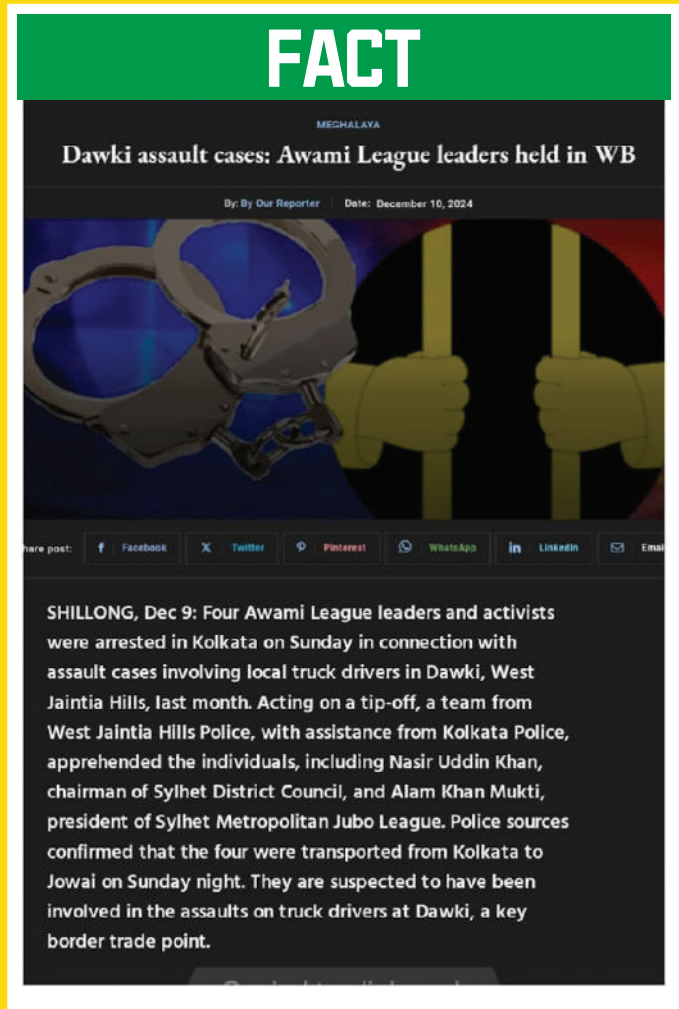 FACT
MEGHALAYA
Dawki assault cases: Awami League leaders held in WB
By: By Our Reporter Date: December 10, 2024
hare post: Facebook Twitter Pinterest WhatsApp Linkedin Emai
SHILLONG, Dec 9: Four Awami League leaders and activists
were arrested in Kolkata on Sunday in connection with
assault cases involving local truck drivers in Dawki, West
Jaintia Hills, last month. Acting on a tip-off, a team from
West Jaintia Hills Police, with assistance from Kolkata Police,
apprehended the individuals, including Nasir Uddin Khan,
chairman of Sylhet District Council, and Alam Khan Mukti,
president of Sylhet Metropolitan Jubo League. Police sources
confirmed that the four were transported from Kolkata to
Jowai on Sunday night. They are suspected to have been
involved in the assaults on truck drivers at Dawki, a key
border trade point.